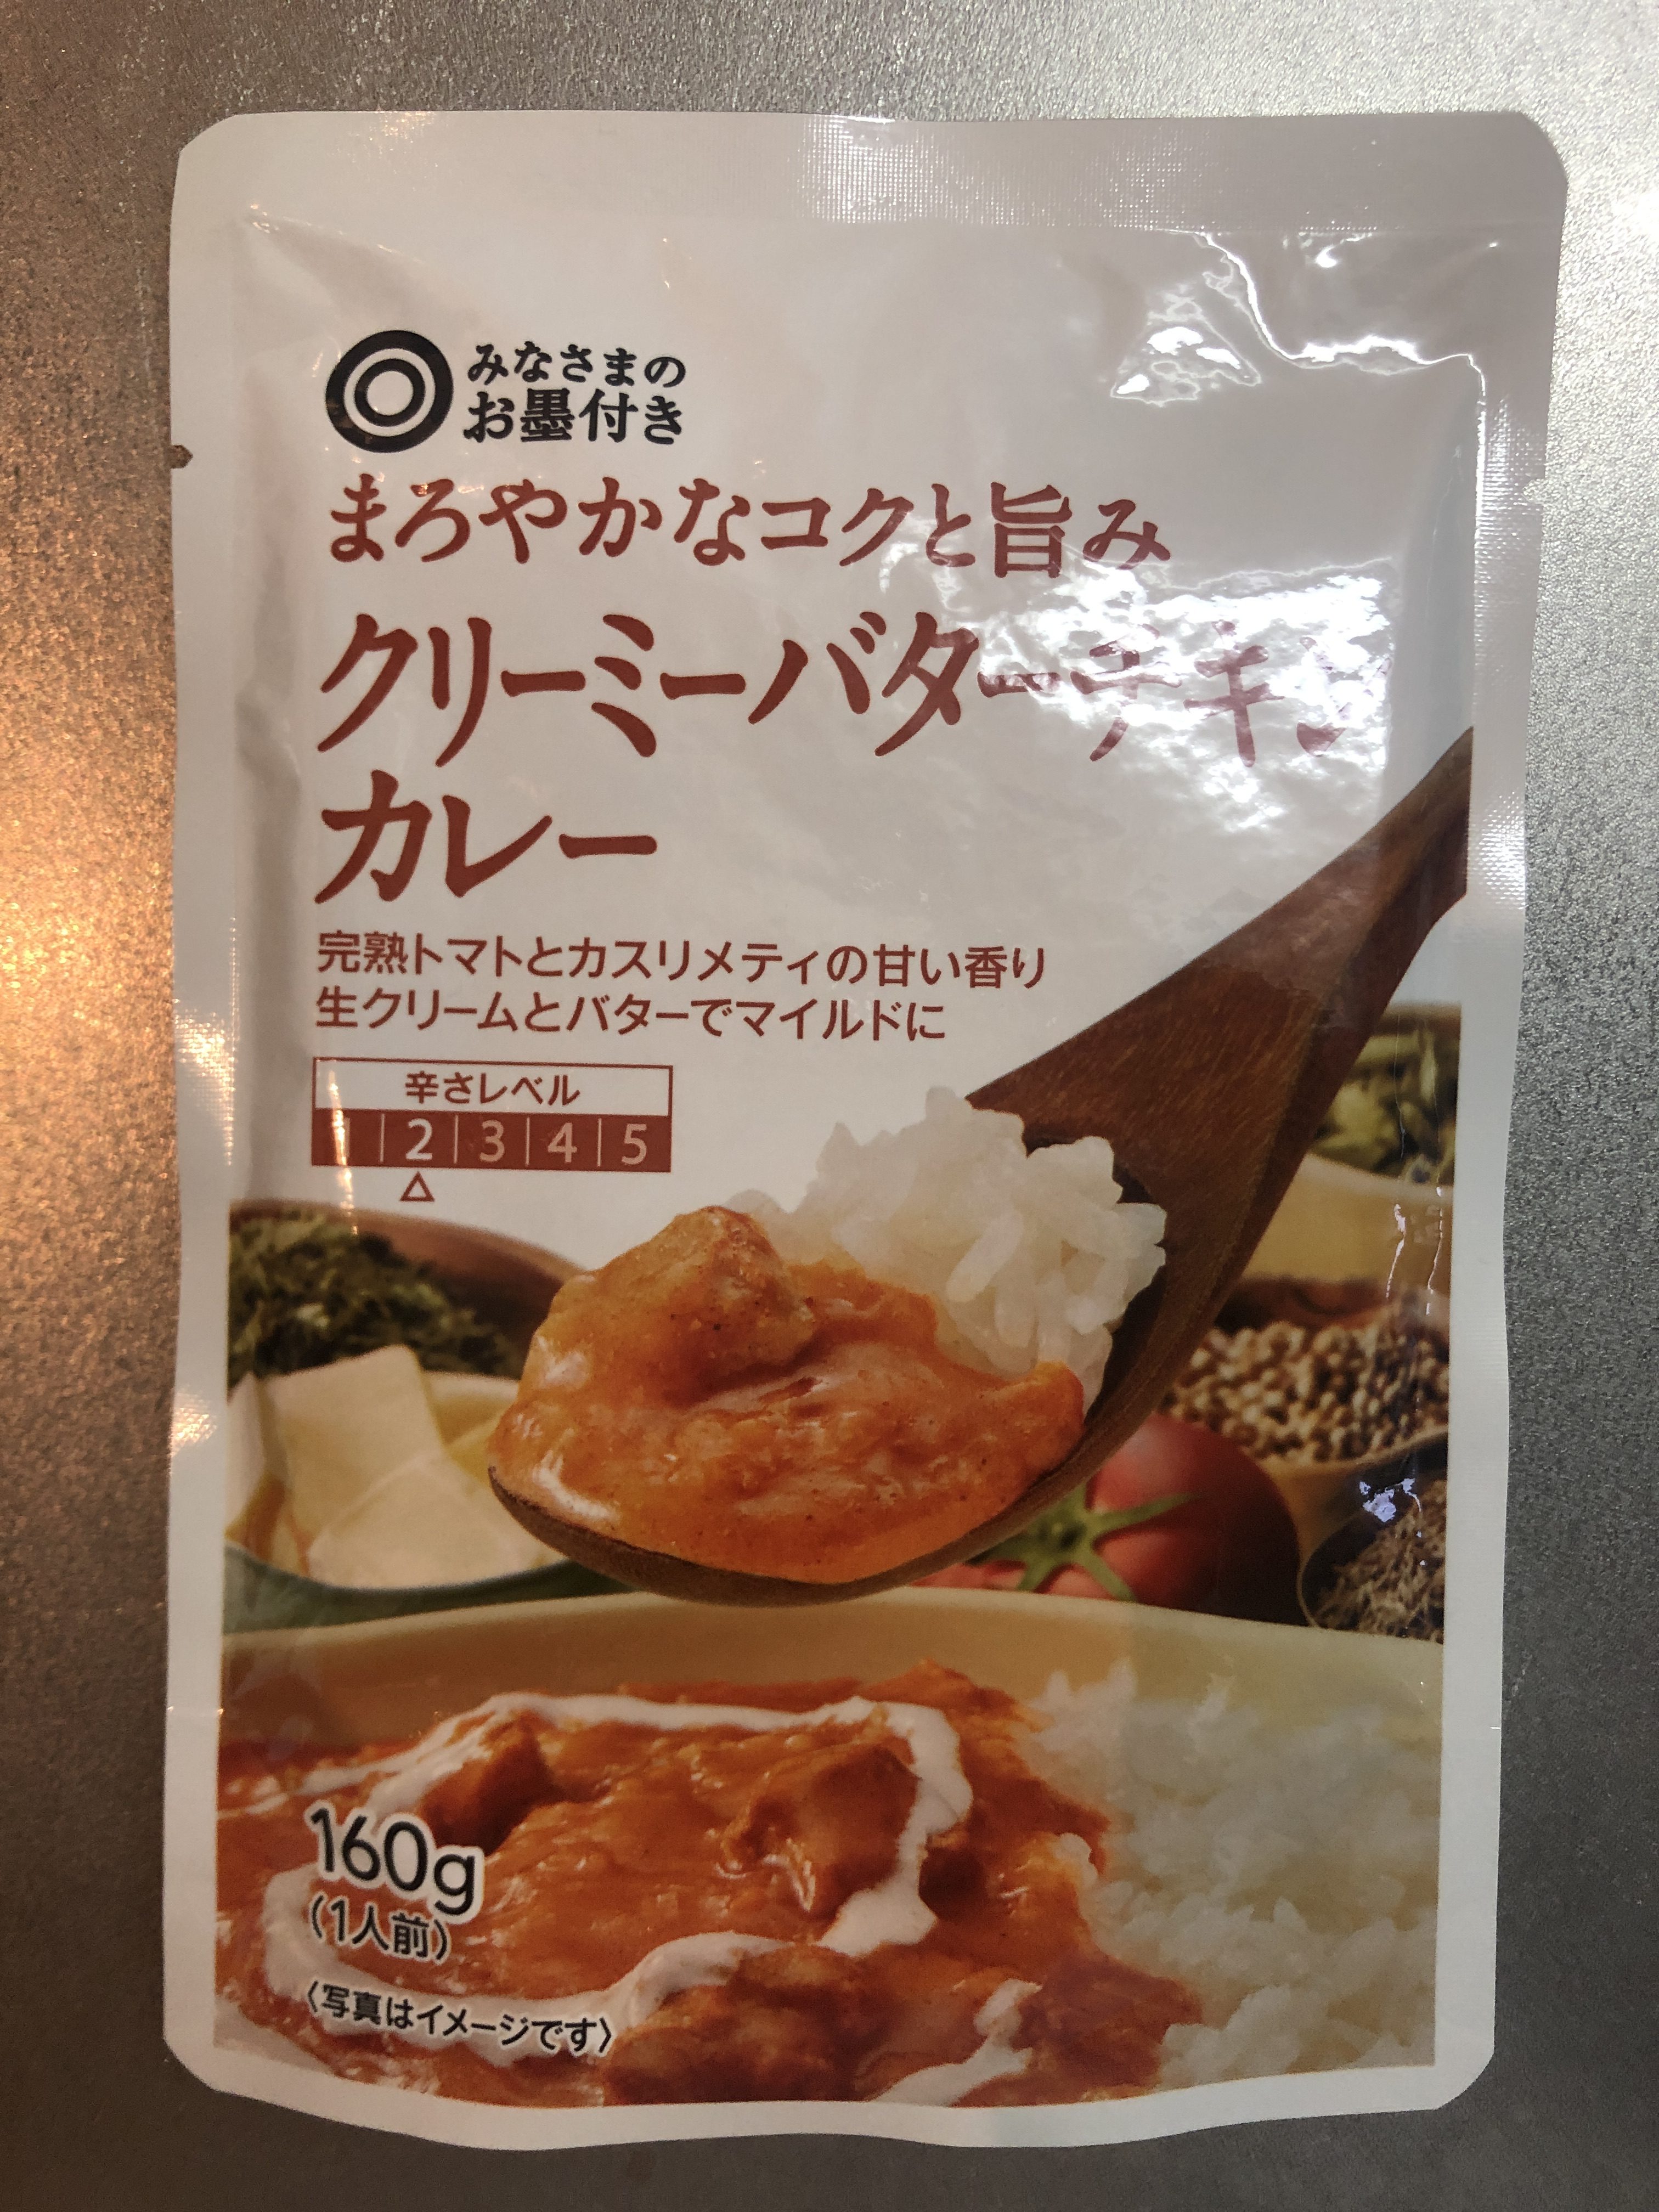 みなさまの
お墨付き
まろやかなコクと旨み
クリーミーバターチキン
カレー
完熟トマトとカスリメティの甘い香り
生クリームとバターでマイルドに
辛さレベル
1 2 3 4 5
160g
(1人前)
〈写真はイメージです〉